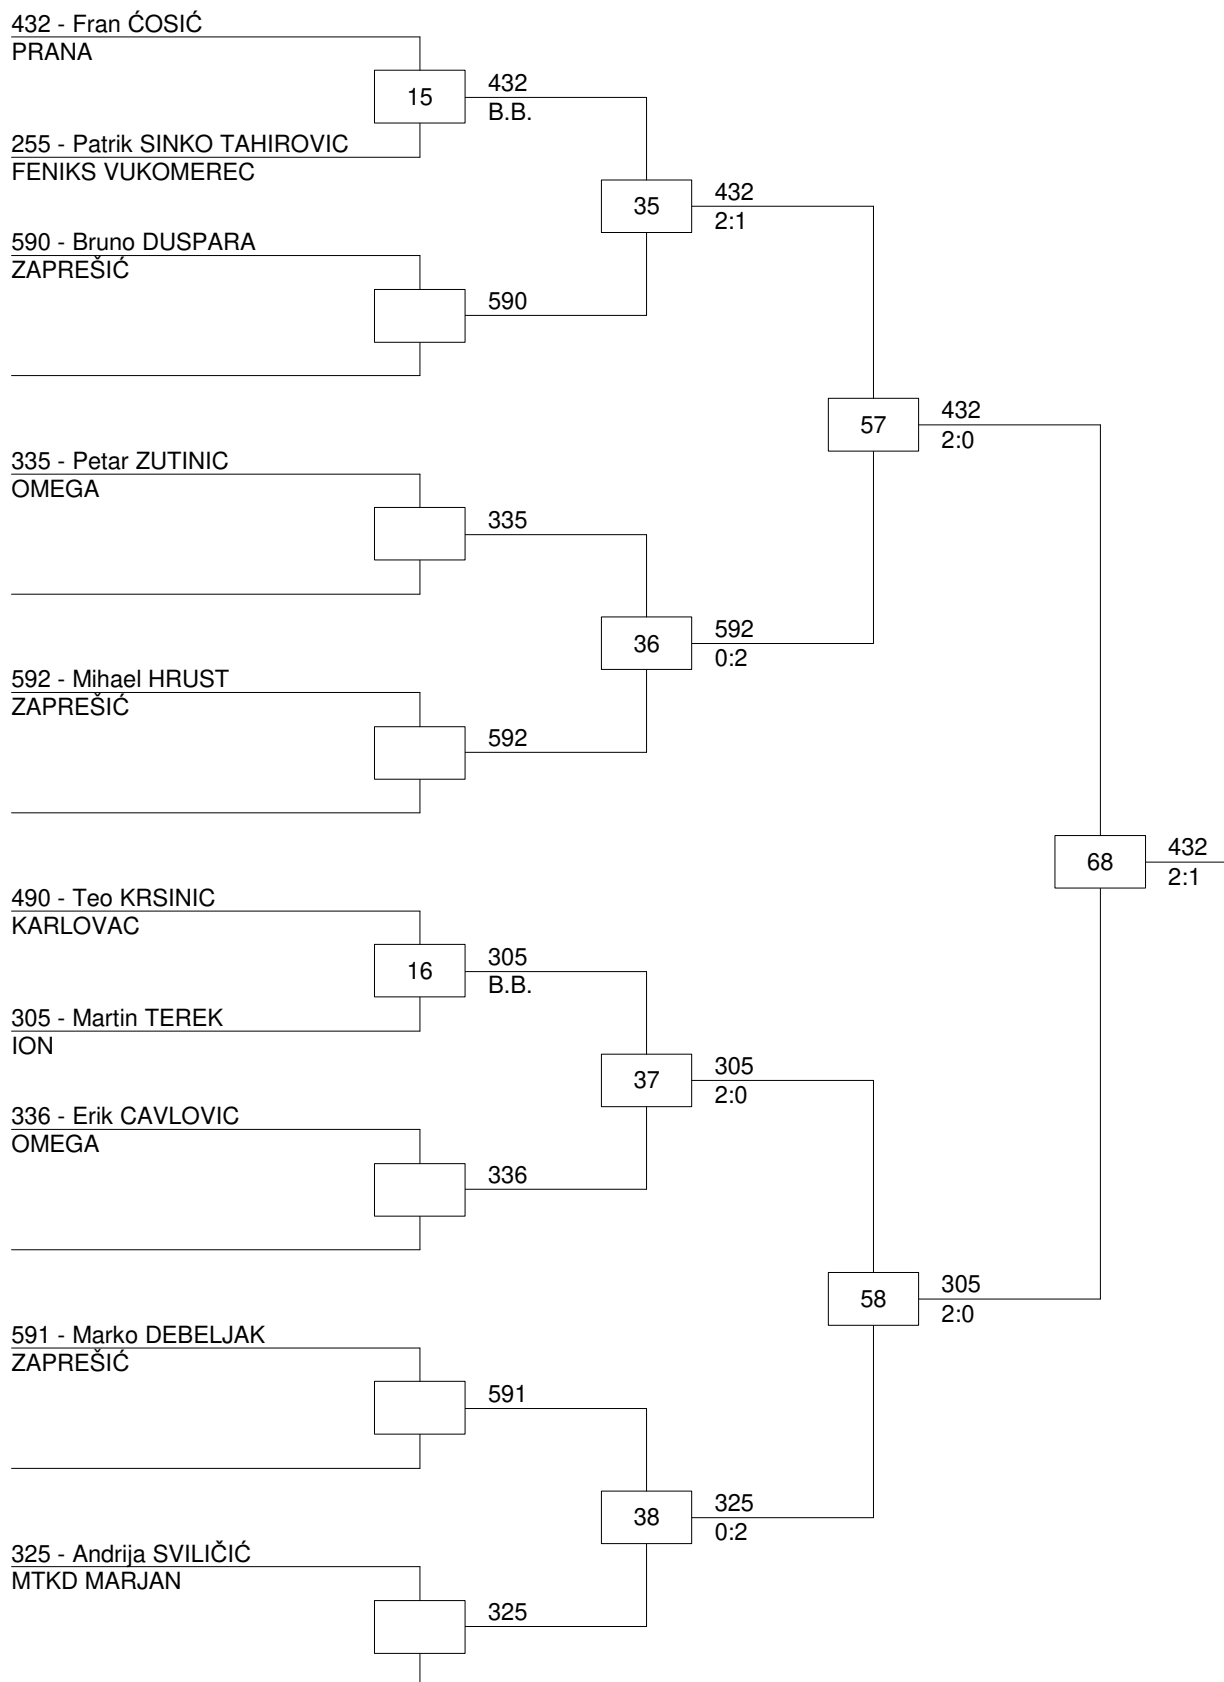 432 - Fran ĆOSIĆ
PRANA
15
432
B.B.
255 - Patrik SINKO TAHIROVIC
FENIKS VUKOMEREC
35
432
2:1
590 - Bruno DUSPARA
ZAPREŠIĆ
590
57
432
2:0
335 - Petar ZUTINIC
OMEGA
335
36
592
0:2
592 - Mihael HRUST
ZAPREŠIĆ
592
68
432
2:1
490 - Teo KRSINIC
KARLOVAC
16
305
B.B.
305 - Martin TEREK
ION
37
305
2:0
336 - Erik CAVLOVIC
OMEGA
336
58
305
2:0
591 - Marko DEBELJAK
ZAPREŠIĆ
591
38
325
0:2
325 - Andrija SVILIČIĆ
MTKD MARJAN
325